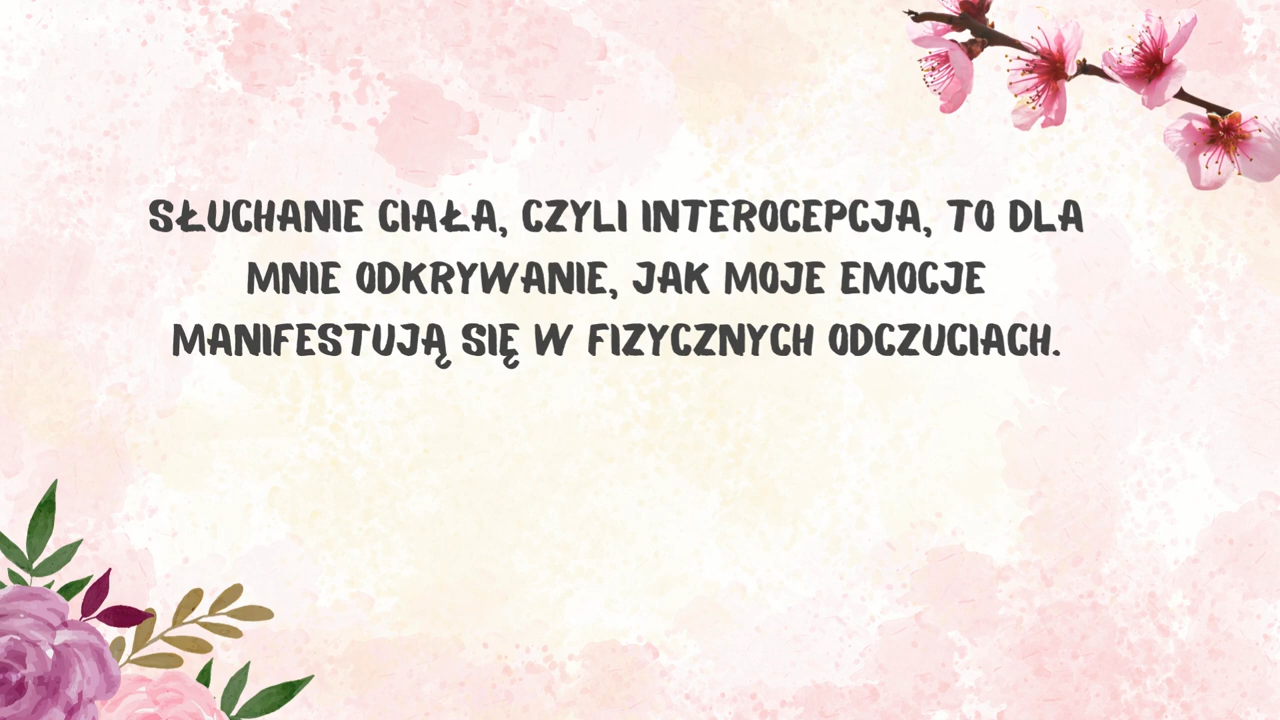 SŁUCHANIE CIAŁA, CZYLI INTEROCEPCJA, TO DLA
MNIE ODKRYWANIE, JAK MOJE EMOCJE
MANIFESTUJĄ SIĘ W FIZYCZNYCH ODCZUCIACH.